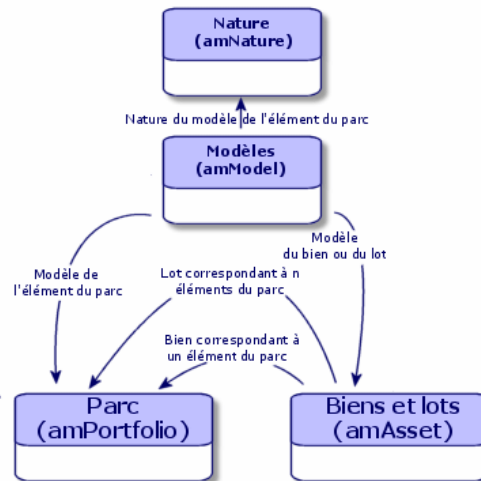 Nature
(amNature)
Nature du modèle de l'élément du parc
Modèles
(amModel)
Modèle
du bien ou du lot
Modèle de
l'élément du parc
Lot correspondant à n
éléments du parc
Bien correspondant à
un élément du parc
Parc
(amPortfolio)
Biens et lots
(amAsset)